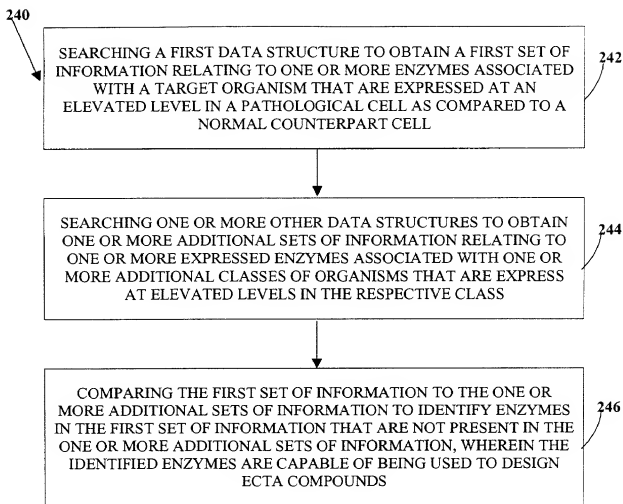 240
SEARCHING A FIRST DATA STRUCTURE TO OBTAIN A FIRST SET OF
INFORMATION RELATING TO ONE OR MORE ENZYMES ASSOCIATED
WITH A TARGET ORGANISM THAT ARE EXPRESSED AT AN
ELEVATED LEVEL IN A PATHOLOGICAL CELL AS COMPARED TO A
NORMAL COUNTERPART CELL
242
SEARCHING ONE OR MORE OTHER DATA STRUCTURES TO OBTAIN
ONE OR MORE ADDITIONAL SETS OF INFORMATION RELATING TO
ONE OR MORE EXPRESSED ENZYMES ASSOCIATED WITH ONE OR
MORE ADDITIONAL CLASSES OF ORGANISMS THAT ARE EXPRESS
AT ELEVATED LEVELS IN THE RESPECTIVE CLASS
244
COMPARING THE FIRST SET OF INFORMATION TO THE ONE OR
MORE ADDITIONAL SETS OF INFORMATION TO IDENTIFY ENZYMES
IN THE FIRST SET OF INFORMATION THAT ARE NOT PRESENT IN THE
ONE OR MORE ADDITIONAL SETS OF INFORMATION, WHEREIN THE
IDENTIFIED ENZYMES ARE CAPABLE OF BEING USED TO DESIGN
ECTA COMPOUNDS
246